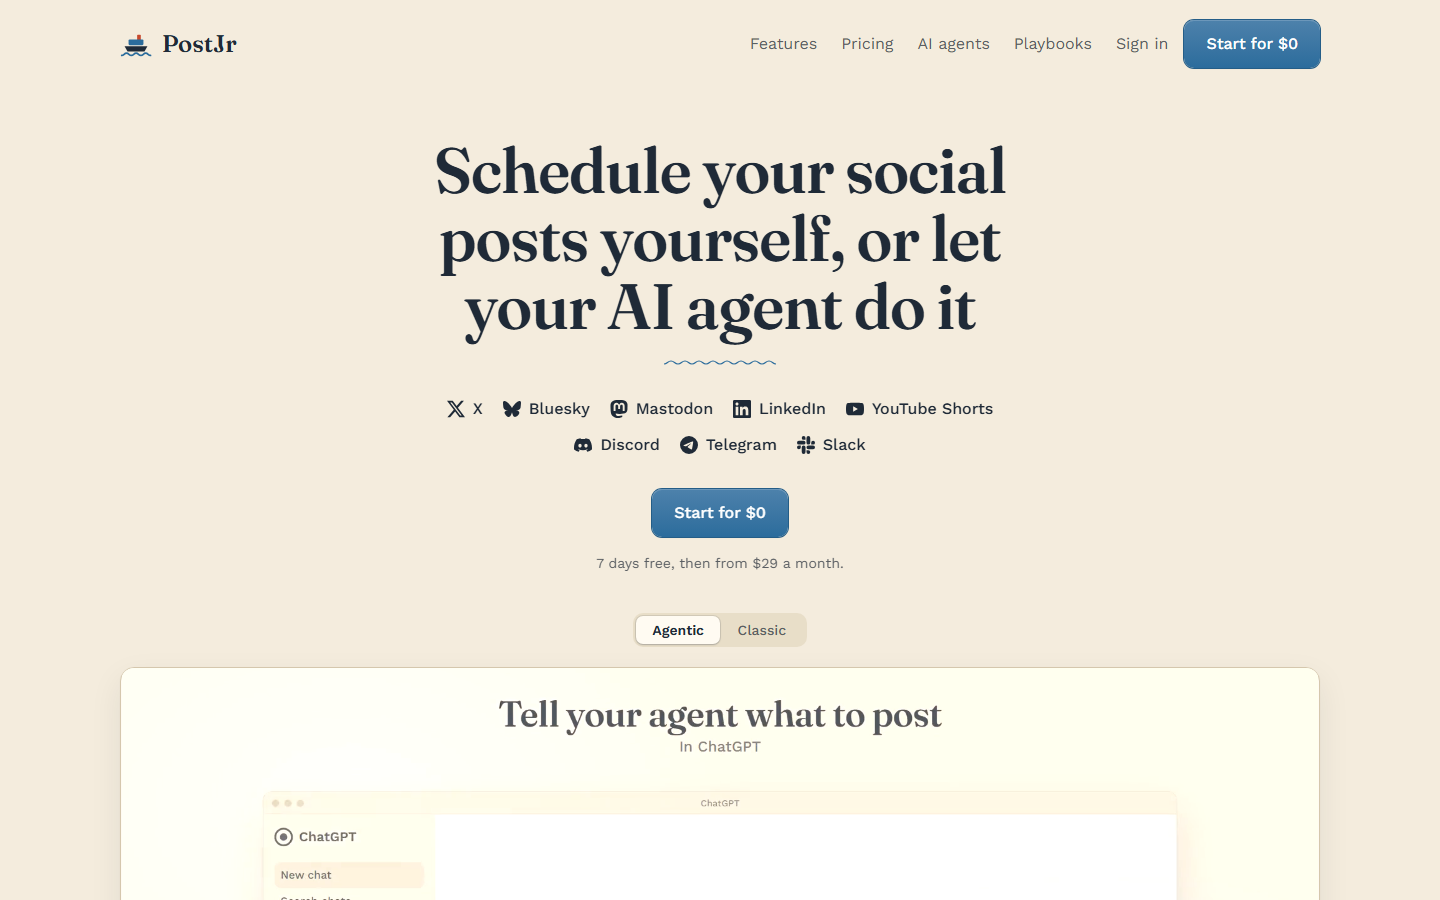 PostJr
Features Pricing AI agents Playbooks Sign in Start for $0
Schedule your social
posts yourself, or let
your AI agent do it
X Bluesky Mastodon LinkedIn YouTube Shorts
Discord Telegram Slack
Start for $0
7 days free, then from $29 a month.
Agentic Classic
Tell your agent what to post
In ChatGPT
ChatGPT
ChatGPT
New chat